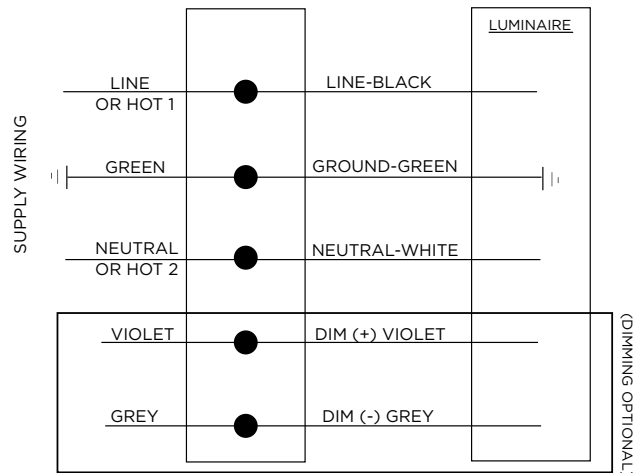 LUMINAIRE
LINE
OR HOT 1
LINE-BLACK
GREEN
GROUND-GREEN
NEUTRAL
OR HOT 2
NEUTRAL-WHITE
VIOLET
DIM (+) VIOLET
GREY
DIM (-) GREY
SUPPLY WIRING
(DIMMING OPTIONAL)